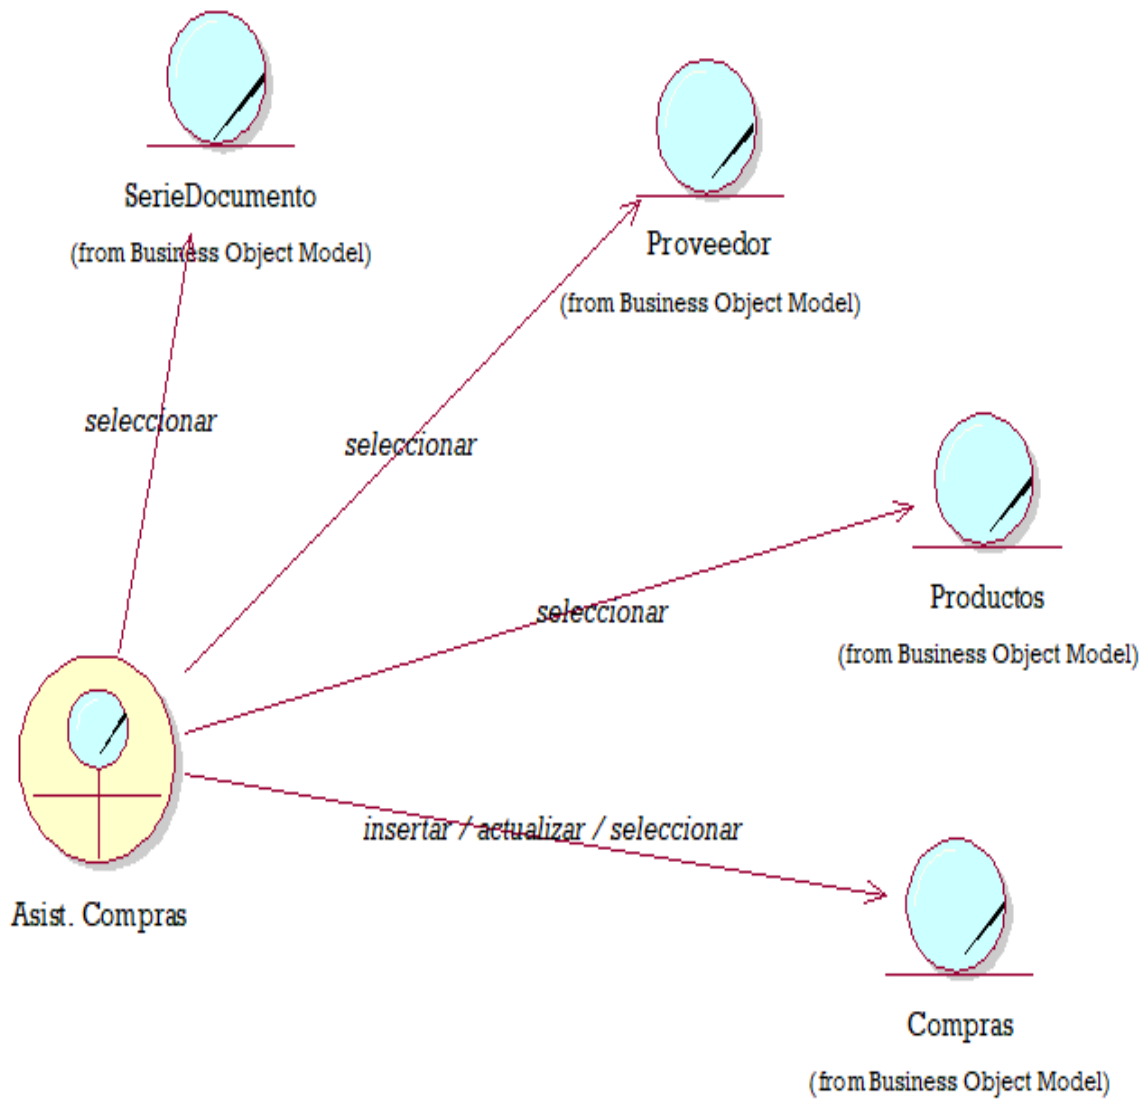 SerieDocumento
(from Business Object Model)
Proveedor
(from Business Object Model)
seleccionar
seleccionar
Productos
(from Business Object Model)
seleccionar
insertar / actualizar / seleccionar
Asist. Compras
Compras
(from Business Object Model)